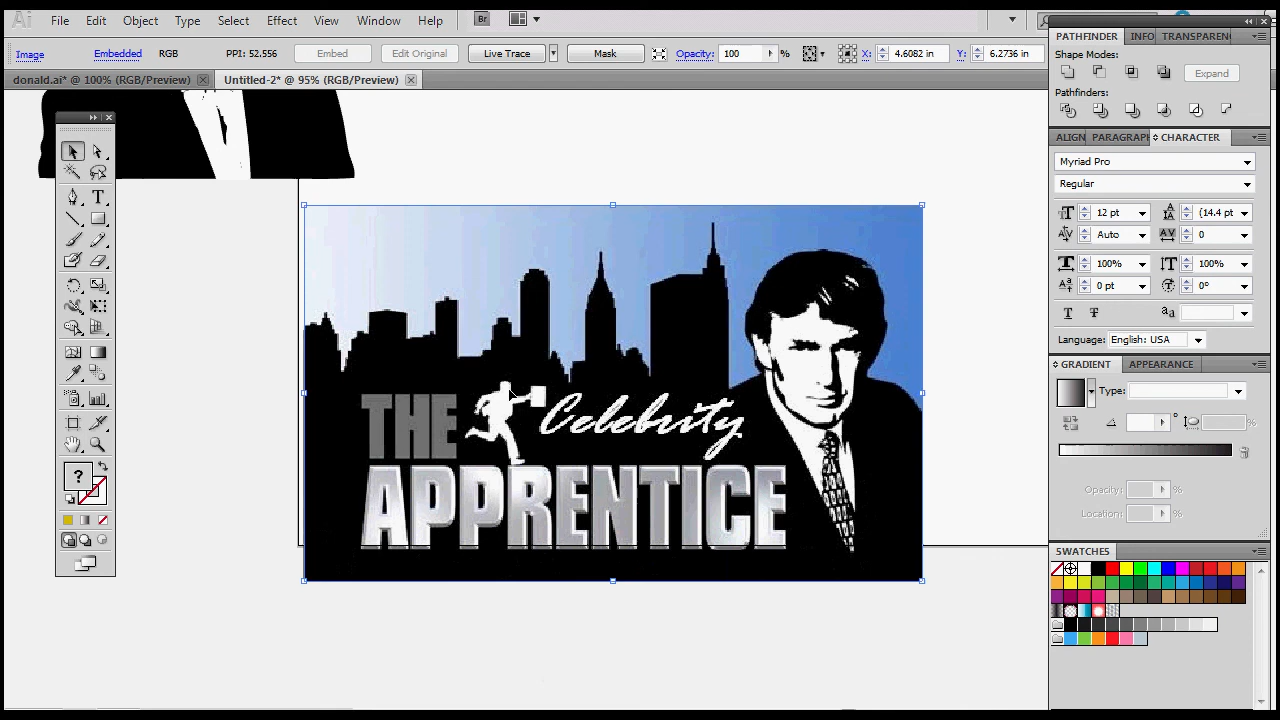 Ai File Edit Object Type Select Effect View Window Help Br
Image Embedded RGB PPI: 52.556 Embed Edit Original Live Trace Mask Opacity: 100 % X: 4.6082 in Y: 6.2736 in
donald.ai* @ 100% (RGB/Preview) Untitled-2* @ 95% (RGB/Preview)
PATHFINDER INFO TRANSPAREN
Shape Modes:
Expand
Pathfinders:
ALIGN PARAGRAPH CHARACTER
Myriad Pro
Regular
12 pt (14.4 pt
Auto 0
100% 100%
0 pt 0°
T T aa
Language: English: USA
GRADIENT APPEARANCE
Type:
°
%
Opacity: %
Location: %
SWATCHES
?
THE Celebrity
APPRENTICE